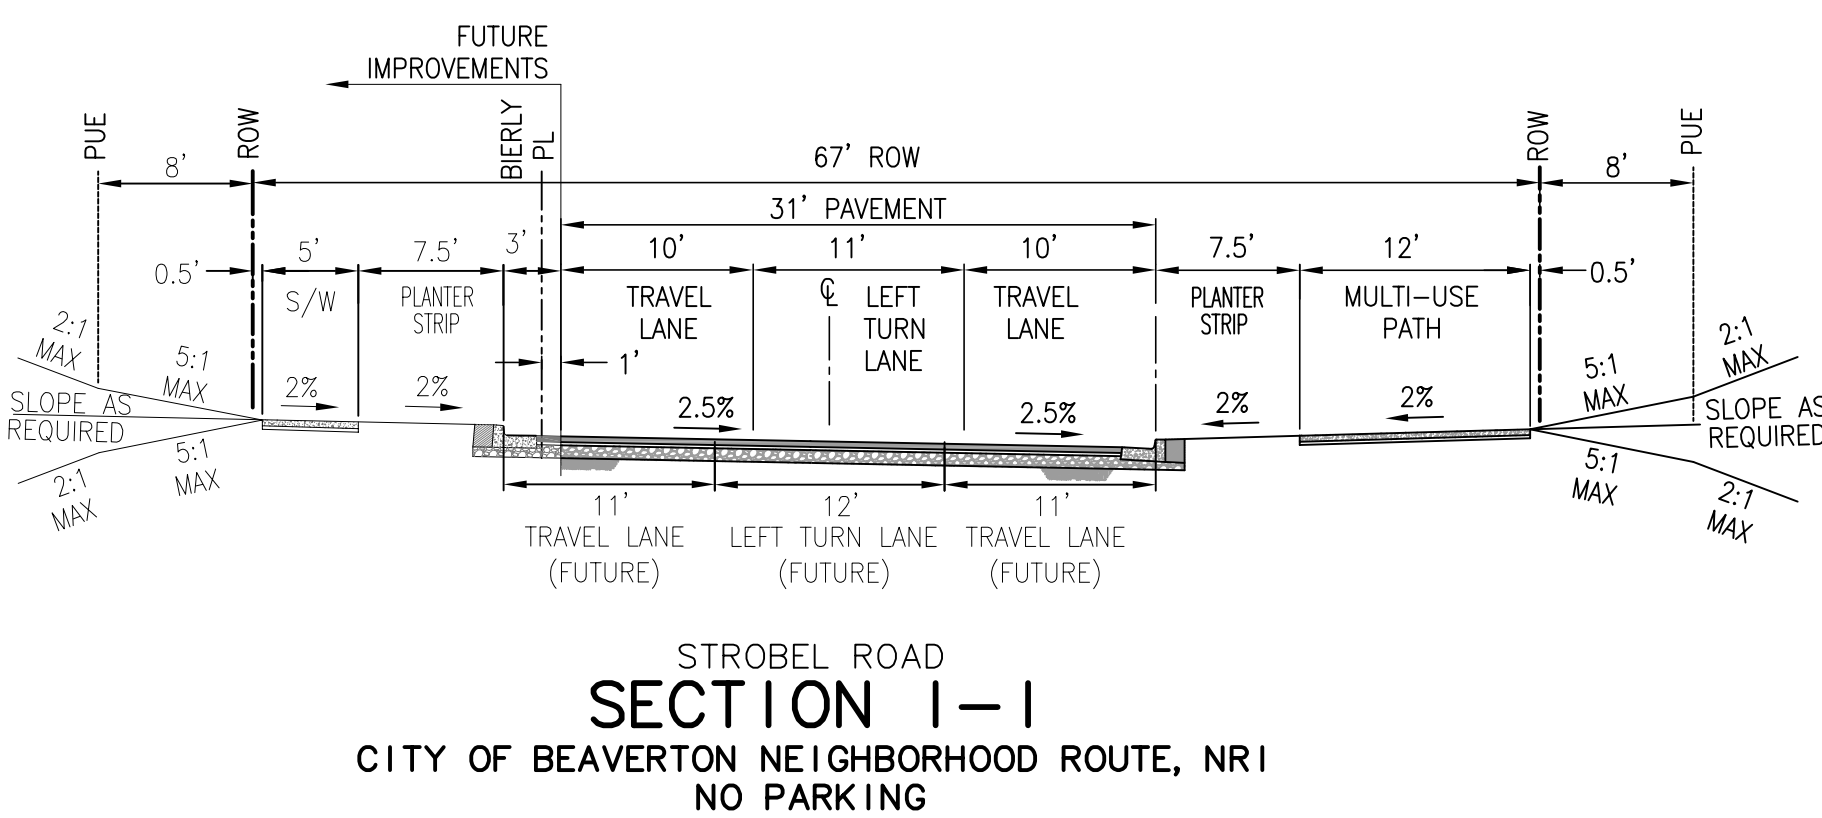 FUTURE
IMPROVEMENTS
PUE
ROW
BIERLY
PL
ROW
PUE
8'
67' ROW
8'
31' PAVEMENT
0.5'
5'
7.5'
3'
10'
11'
10'
7.5'
12'
0.5'
S/W
PLANTER
STRIP
TRAVEL
LANE
℄
LEFT
TURN
LANE
TRAVEL
LANE
PLANTER
STRIP
MULTI-USE
PATH
1'
2:1
MAX
5:1
MAX
2%
2%
2.5%
2.5%
2%
2%
5:1
MAX
2:1
MAX
SLOPE AS
REQUIRED
SLOPE AS
REQUIRED
5:1
MAX
2:1
MAX
5:1
MAX
2:1
MAX
11'
TRAVEL LANE
(FUTURE)
12'
LEFT TURN LANE
(FUTURE)
11'
TRAVEL LANE
(FUTURE)
STROBEL ROAD
SECTION I-I
CITY OF BEAVERTON NEIGHBORHOOD ROUTE, NRI
NO PARKING